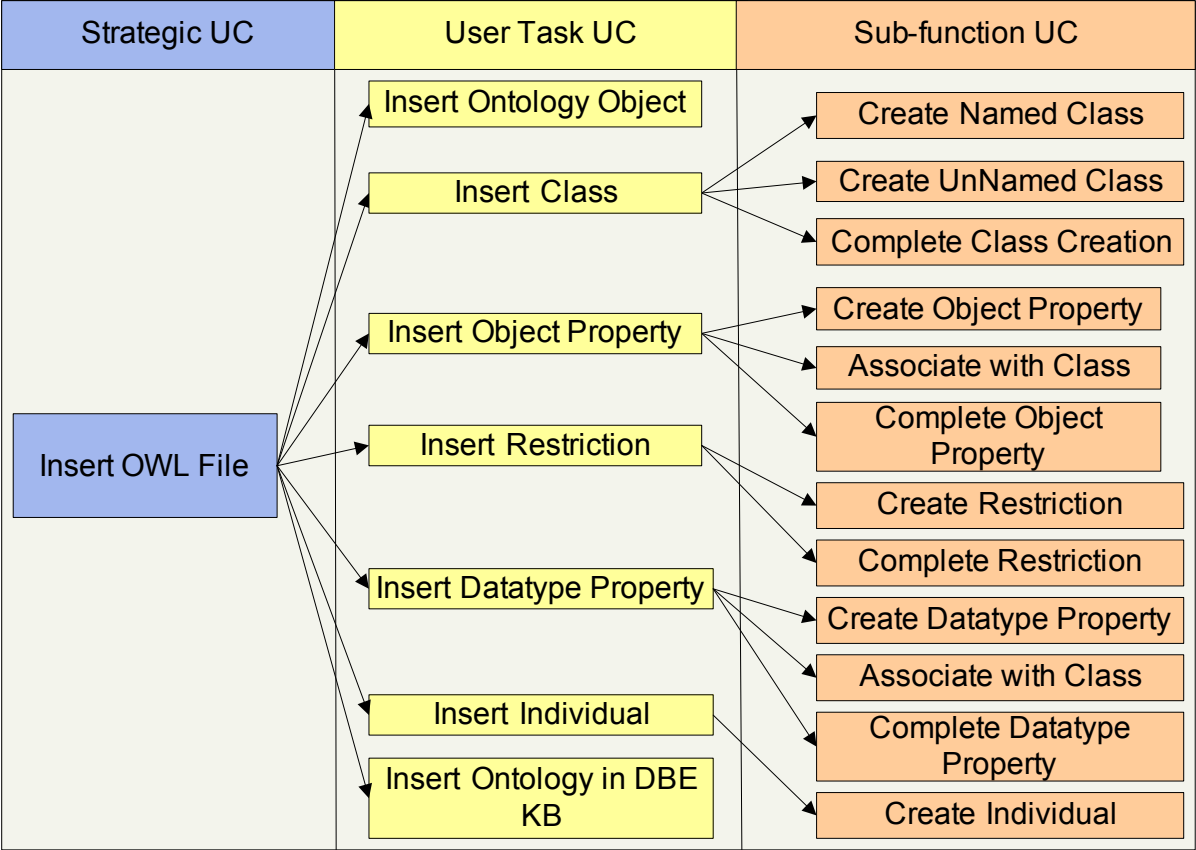 Strategic UC
User Task UC
Sub-function UC
Insert OWL File
Insert Ontology Object
Insert Class
Insert Object Property
Insert Restriction
Insert Datatype Property
Insert Individual
Insert Ontology in DBE
KB
Create Named Class
Create UnNamed Class
Complete Class Creation
Create Object Property
Associate with Class
Complete Object
Property
Create Restriction
Complete Restriction
Create Datatype Property
Associate with Class
Complete Datatype
Property
Create Individual